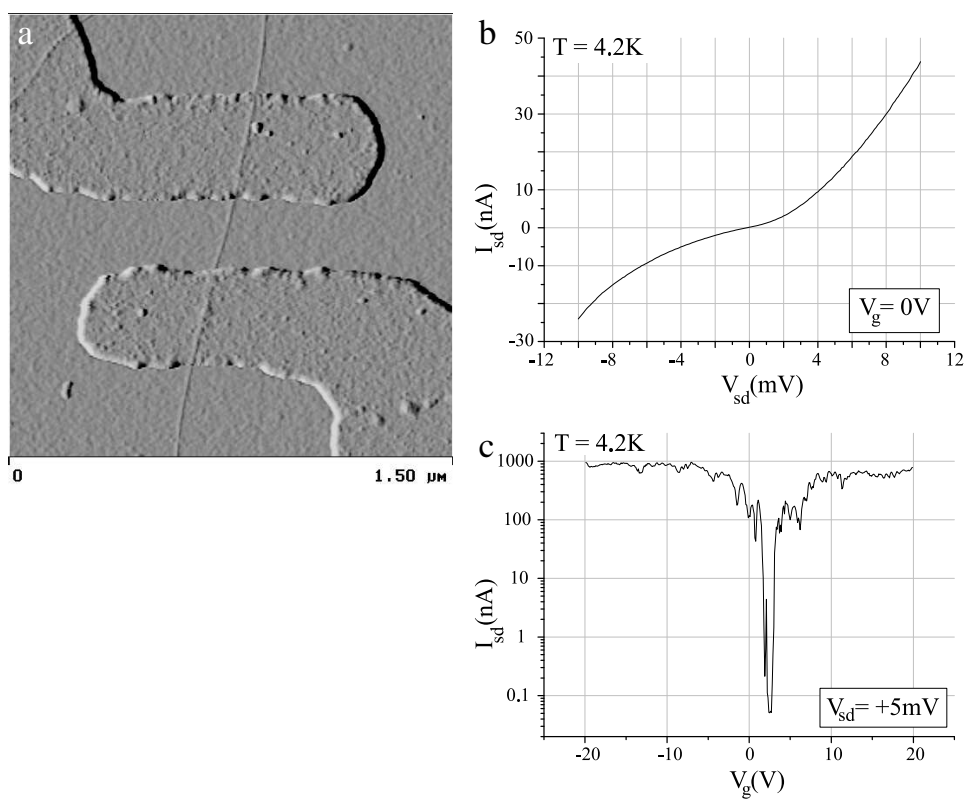 a
0 1.50 μм
b
T = 4.2K
I_sd(nA)
50
30
10
0
-10
-30
-12 -8 -4 0 4 8 12
V_sd(mV)
V_g= 0V
c
T = 4.2K
I_sd(nA)
1000
100
10
1
0.1
-20 -10 0 10 20
V_g(V)
V_sd= +5mV